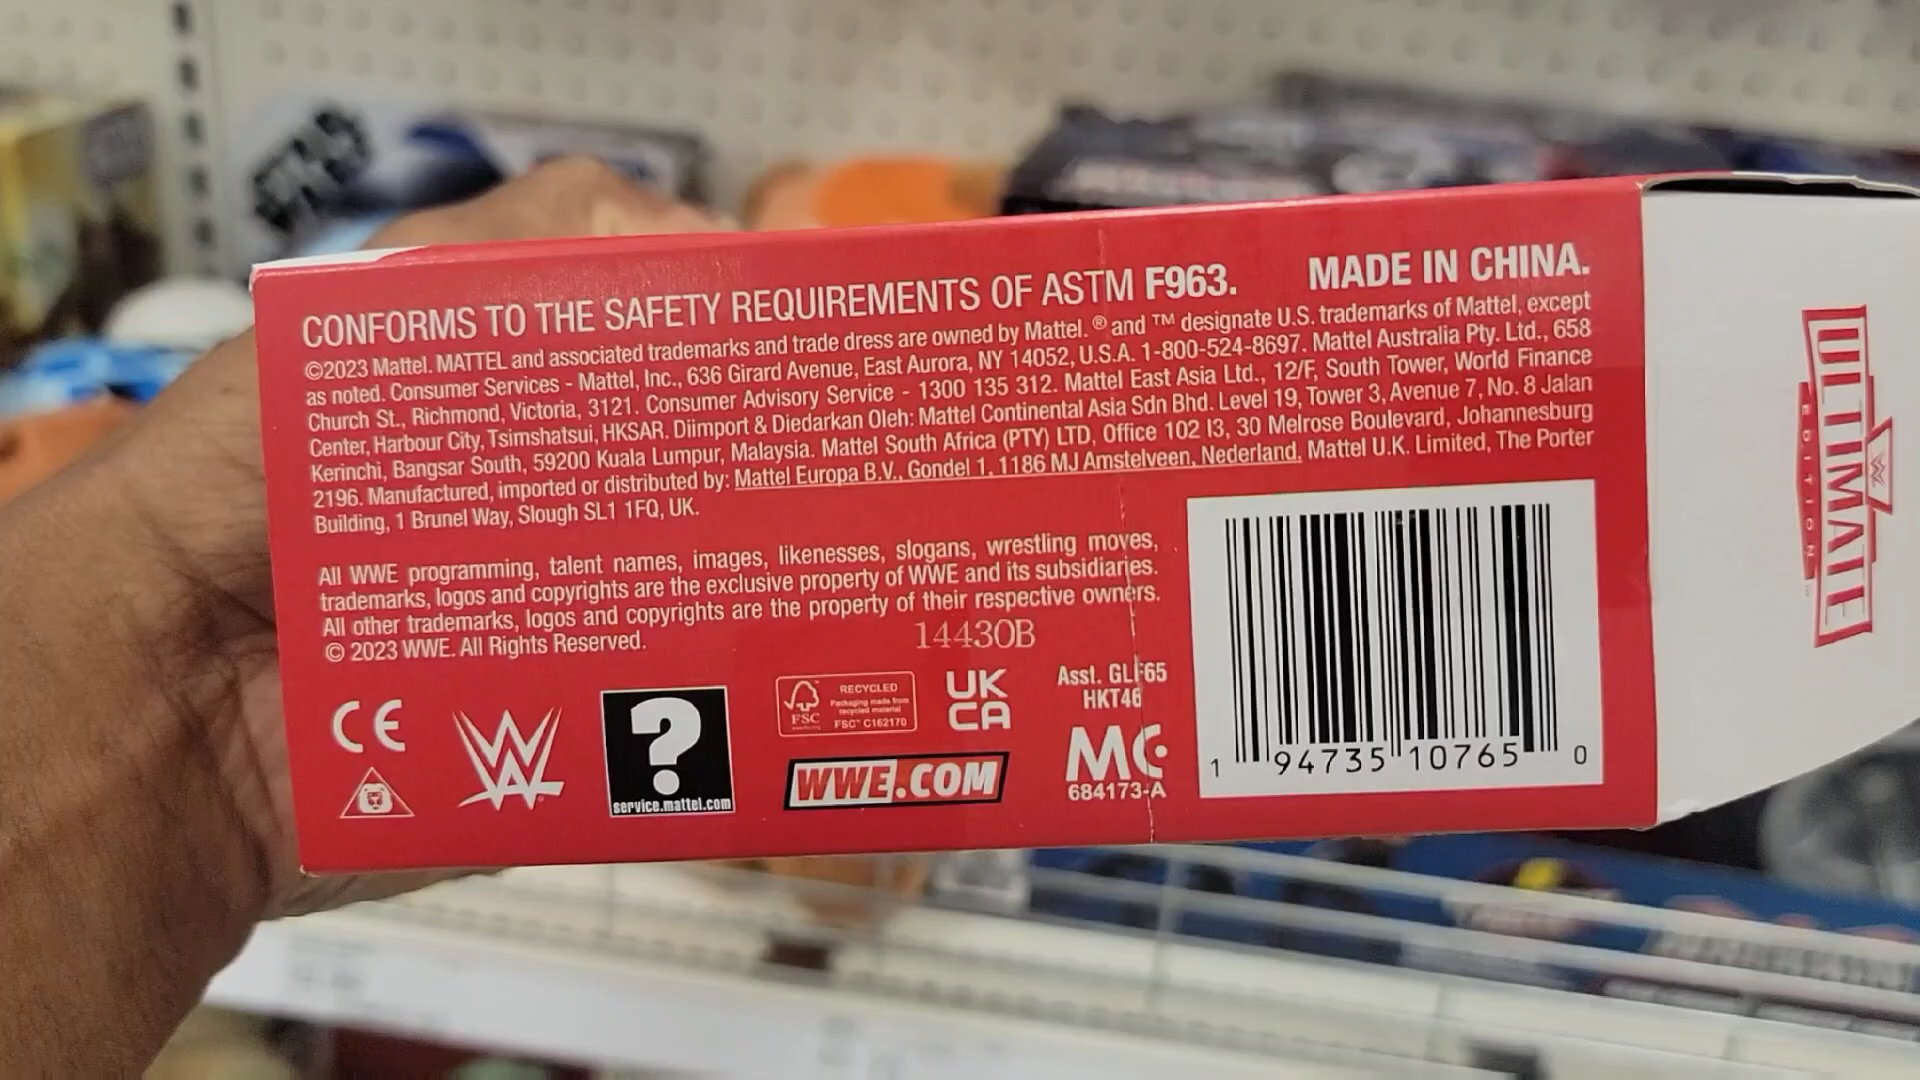 STAR WARS
CONFORMS TO THE SAFETY REQUIREMENTS OF ASTM F963. MADE IN CHINA.
©2023 Mattel. MATTEL and associated trademarks and trade dress are owned by Mattel. ® and ™ designate U.S. trademarks of Mattel, except
as noted. Consumer Services - Mattel, Inc., 636 Girard Avenue, East Aurora, NY 14052, U.S.A. 1-800-524-8697. Mattel Australia Pty. Ltd., 658
Church St., Richmond, Victoria, 3121. Consumer Advisory Service - 1300 135 312. Mattel East Asia Ltd., 12/F, South Tower, World Finance
Center, Harbour City, Tsimshatsui, HKSAR. Diimport & Diedarkan Oleh: Mattel Continental Asia Sdn Bhd. Level 19, Tower 3, Avenue 7, No. 8 Jalan
Kerinchi, Bangsar South, 59200 Kuala Lumpur, Malaysia. Mattel South Africa (PTY) LTD, Office 102 I3, 30 Melrose Boulevard, Johannesburg
2196. Manufactured, imported or distributed by: Mattel Europa B.V., Gondel 1, 1186 MJ Amstelveen, Nederland. Mattel U.K. Limited, The Porter
Building, 1 Brunel Way, Slough SL1 1FQ, UK.
All WWE programming, talent names, images, likenesses, slogans, wrestling moves,
trademarks, logos and copyrights are the exclusive property of WWE and its subsidiaries.
All other trademarks, logos and copyrights are the property of their respective owners.
© 2023 WWE. All Rights Reserved.
14430B
CE
W
?
service.mattel.com
FSC
RECYCLED
Packaging made from
recycled material
FSC™ C162170
UK
CA
WWE.COM
Asst. GLF65
HKT46
MC
684173-A
1 94735 10765 0
ULTIMATE
EDITION